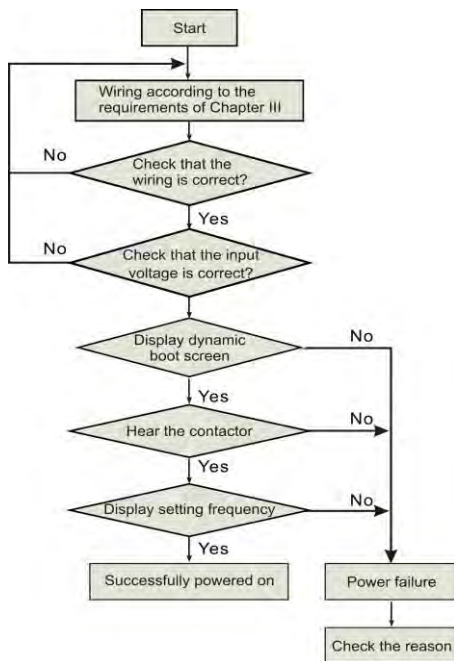 Start
Wiring according to the
requirements of Chapter III
No
Check that the
wiring is correct?
Yes
No
Check that the input
voltage is correct?
Display dynamic
boot screen
No
Yes
Hear the contactor
No
Yes
Display setting frequency
No
Yes
Successfully powered on
Power failure
Check the reason